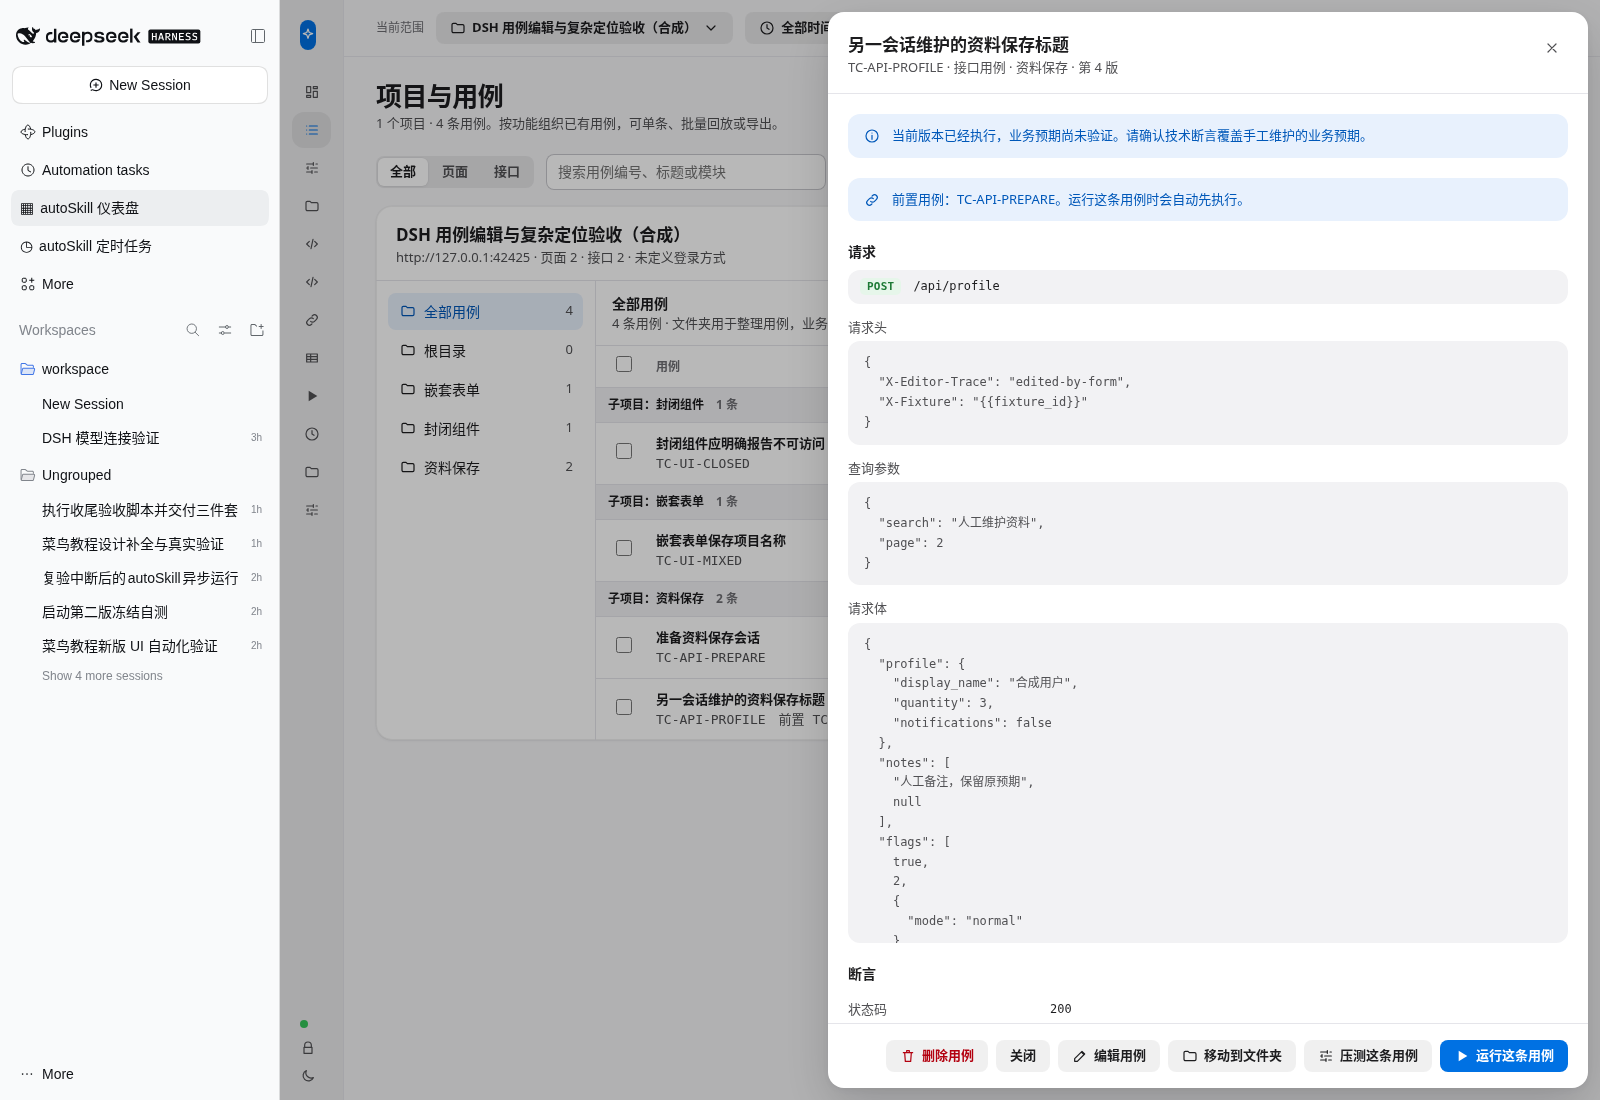 deepseek HARNESS
New Session
Plugins
Automation tasks
autoSkill 仪表盘
autoSkill 定时任务
More
Workspaces
workspace
New Session
DSH 模型连接验证 3h
Ungrouped
执行收尾验收脚本并交付三件套 1h
菜鸟教程设计补全与真实验证 1h
复验中断后的 autoSkill 异步运行 2h
启动第二版冻结自测 2h
菜鸟教程新版 UI 自动化验证 2h
Show 4 more sessions
More
当前范围 DSH 用例编辑与复杂定位验收（合成） 全部时间
项目与用例
1 个项目 · 4 条用例。按功能组织已有用例，可单条、批量回放或导出。
全部 页面 接口 搜索用例编号、标题或模块
DSH 用例编辑与复杂定位验收（合成）
http://127.0.0.1:42425 · 页面 2 · 接口 2 · 未定义登录方式
全部用例 4
根目录 0
嵌套表单 1
封闭组件 1
资料保存 2
全部用例
4 条用例 · 文件夹用于整理用例，业务
用例
子项目：封闭组件 1 条
封闭组件应明确报告不可访问
TC-UI-CLOSED
子项目：嵌套表单 1 条
嵌套表单保存项目名称
TC-UI-MIXED
子项目：资料保存 2 条
准备资料保存会话
TC-API-PREPARE
另一会话维护的资料保存标题
TC-API-PROFILE 前置 TC
另一会话维护的资料保存标题
TC-API-PROFILE · 接口用例 · 资料保存 · 第 4 版
当前版本已经执行，业务预期尚未验证。请确认技术断言覆盖手工维护的业务预期。
前置用例：TC-API-PREPARE。运行这条用例时会自动先执行。
请求
POST /api/profile
请求头
{
"X-Editor-Trace": "edited-by-form",
"X-Fixture": "{{fixture_id}}"
}
查询参数
{
"search": "人工维护资料",
"page": 2
}
请求体
{
"profile": {
"display_name": "合成用户",
"quantity": 3,
"notifications": false
},
"notes": [
"人工备注，保留原预期",
null
],
"flags": [
true,
2,
{
"mode": "normal"
}
断言
状态码 200
删除用例 关闭 编辑用例 移动到文件夹 压测这条用例 运行这条用例